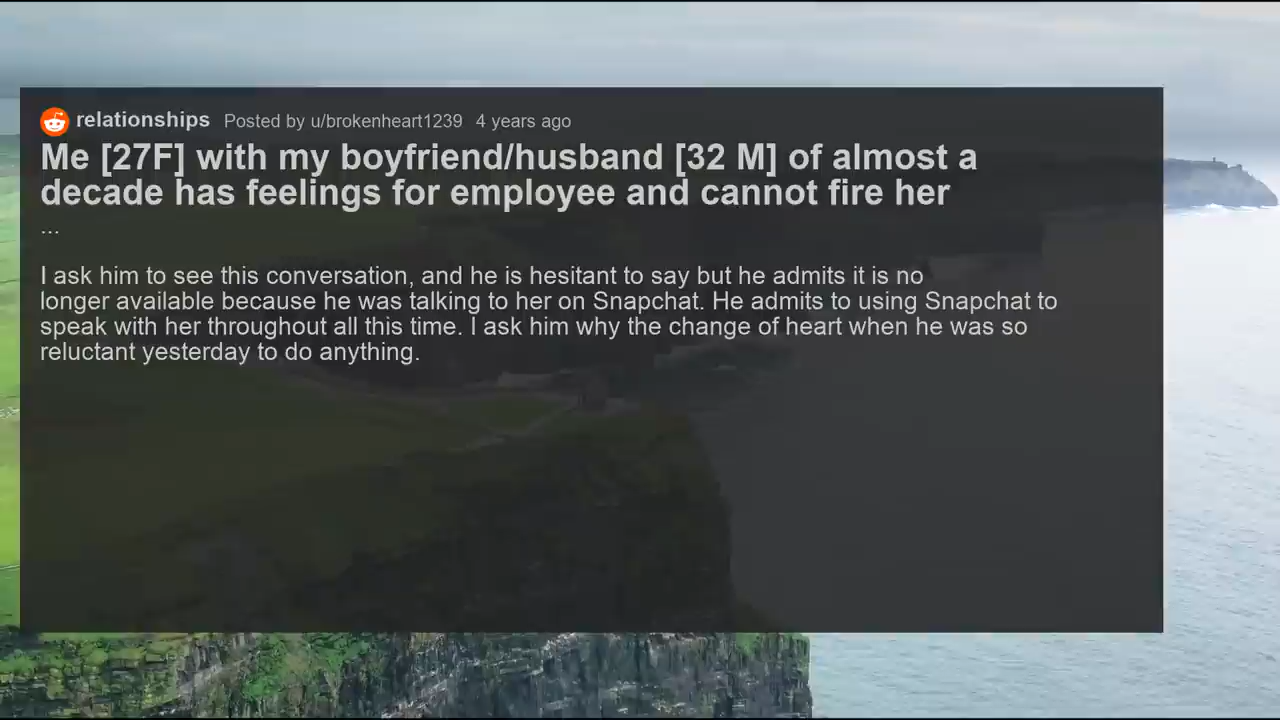 relationships Posted by u/brokenheart1239 4 years ago
Me [27F] with my boyfriend/husband [32 M] of almost a
decade has feelings for employee and cannot fire her
...
I ask him to see this conversation, and he is hesitant to say but he admits it is no
longer available because he was talking to her on Snapchat. He admits to using Snapchat to
speak with her throughout all this time. I ask him why the change of heart when he was so
reluctant yesterday to do anything.